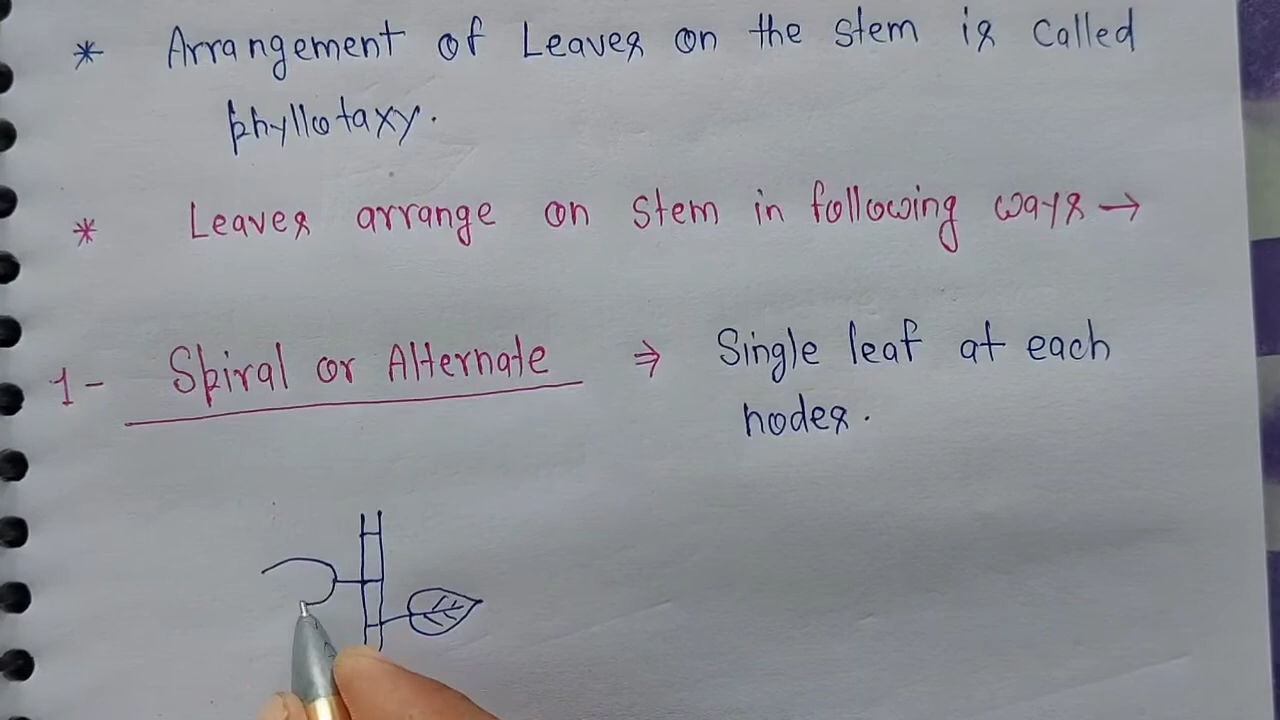 * Arrangement of Leaves on the stem is called
phyllotaxy.
* Leaves arrange on stem in following ways →
1- Spiral or Alternate ⇒ Single leaf at each
nodes.